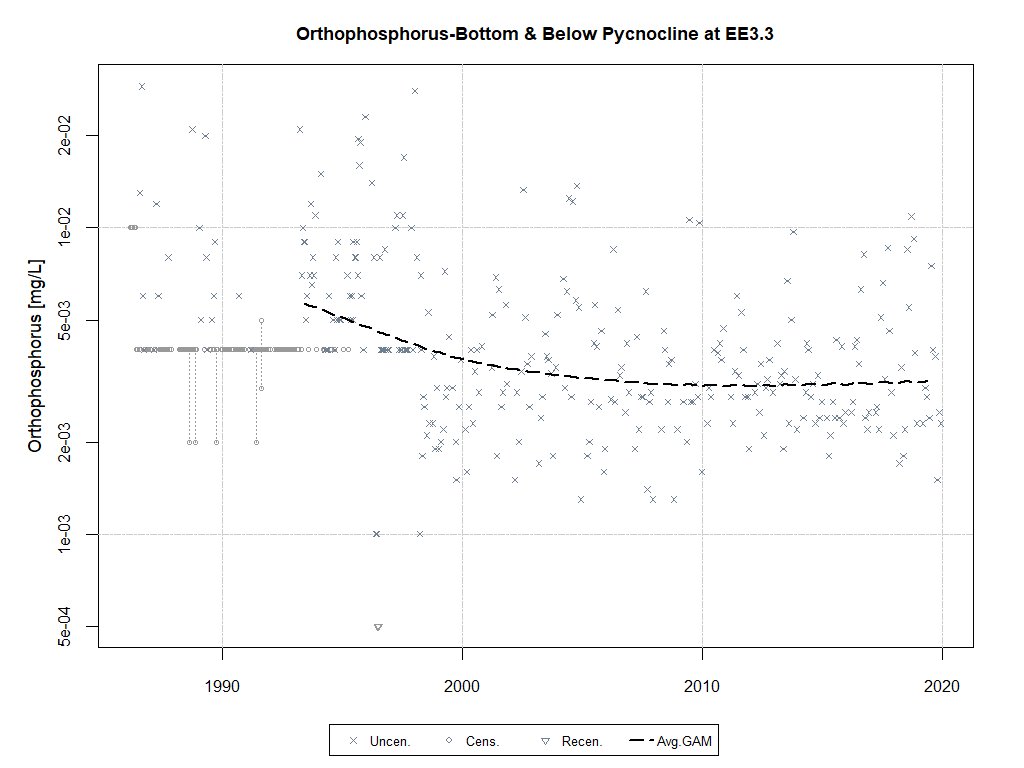 Orthophosphorus-Bottom & Below Pycnocline at EE3.3
Orthophosphorus [mg/L]
2e-02
1e-02
5e-03
2e-03
1e-03
5e-04
1990 2000 2010 2020
Uncen. Cens. Recen. Avg.GAM